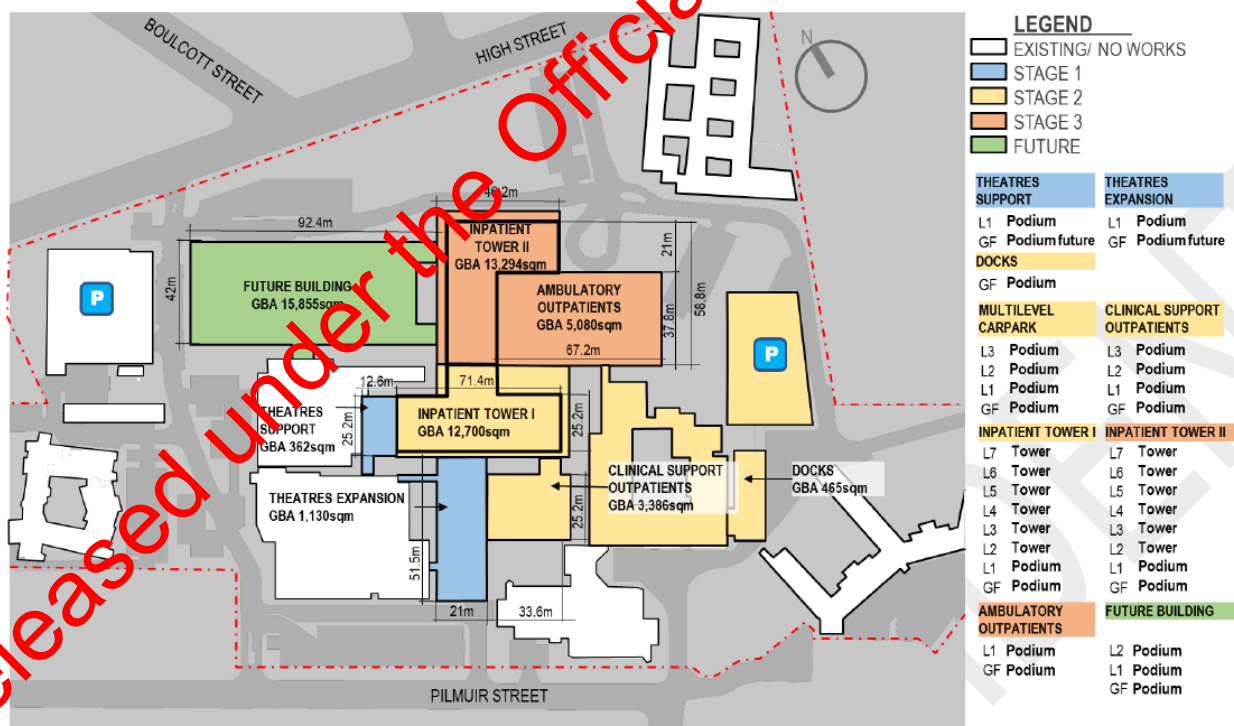 Released under the Officia
BOULCOTT STREET
HIGH STREET
N
92.4m
46.2m
42m
FUTURE BUILDING
GBA 15,855sqm
INPATIENT
TOWER II
GBA 13,294sqm
AMBULATORY
OUTPATIENTS
GBA 5,080sqm
67.2m
21m
37.8m
58.8m
P
P
12.6m
71.4m
THEATRES
SUPPORT
GBA 362sqm
25.2m
INPATIENT TOWER I
GBA 12,700sqm
25.2m
THEATRES EXPANSION
GBA 1,130sqm
CLINICAL SUPPORT
OUTPATIENTS
GBA 3,386sqm
DOCKS
GBA 465sqm
25.2m
51.5m
21m
33.6m
PILMUIR STREET
LEGEND
EXISTING/ NO WORKS
STAGE 1
STAGE 2
STAGE 3
FUTURE
THEATRES
SUPPORT
L1 Podium
GF Podium future
THEATRES
EXPANSION
L1 Podium
GF Podium future
DOCKS
GF Podium
MULTILEVEL
CARPARK
L3 Podium
L2 Podium
L1 Podium
GF Podium
CLINICAL SUPPORT
OUTPATIENTS
L3 Podium
L2 Podium
L1 Podium
GF Podium
INPATIENT TOWER I
L7 Tower
L6 Tower
L5 Tower
L4 Tower
L3 Tower
L2 Tower
L1 Podium
GF Podium
INPATIENT TOWER II
L7 Tower
L6 Tower
L5 Tower
L4 Tower
L3 Tower
L2 Tower
L1 Podium
GF Podium
AMBULATORY
OUTPATIENTS
L1 Podium
GF Podium
FUTURE BUILDING
L2 Podium
L1 Podium
GF Podium